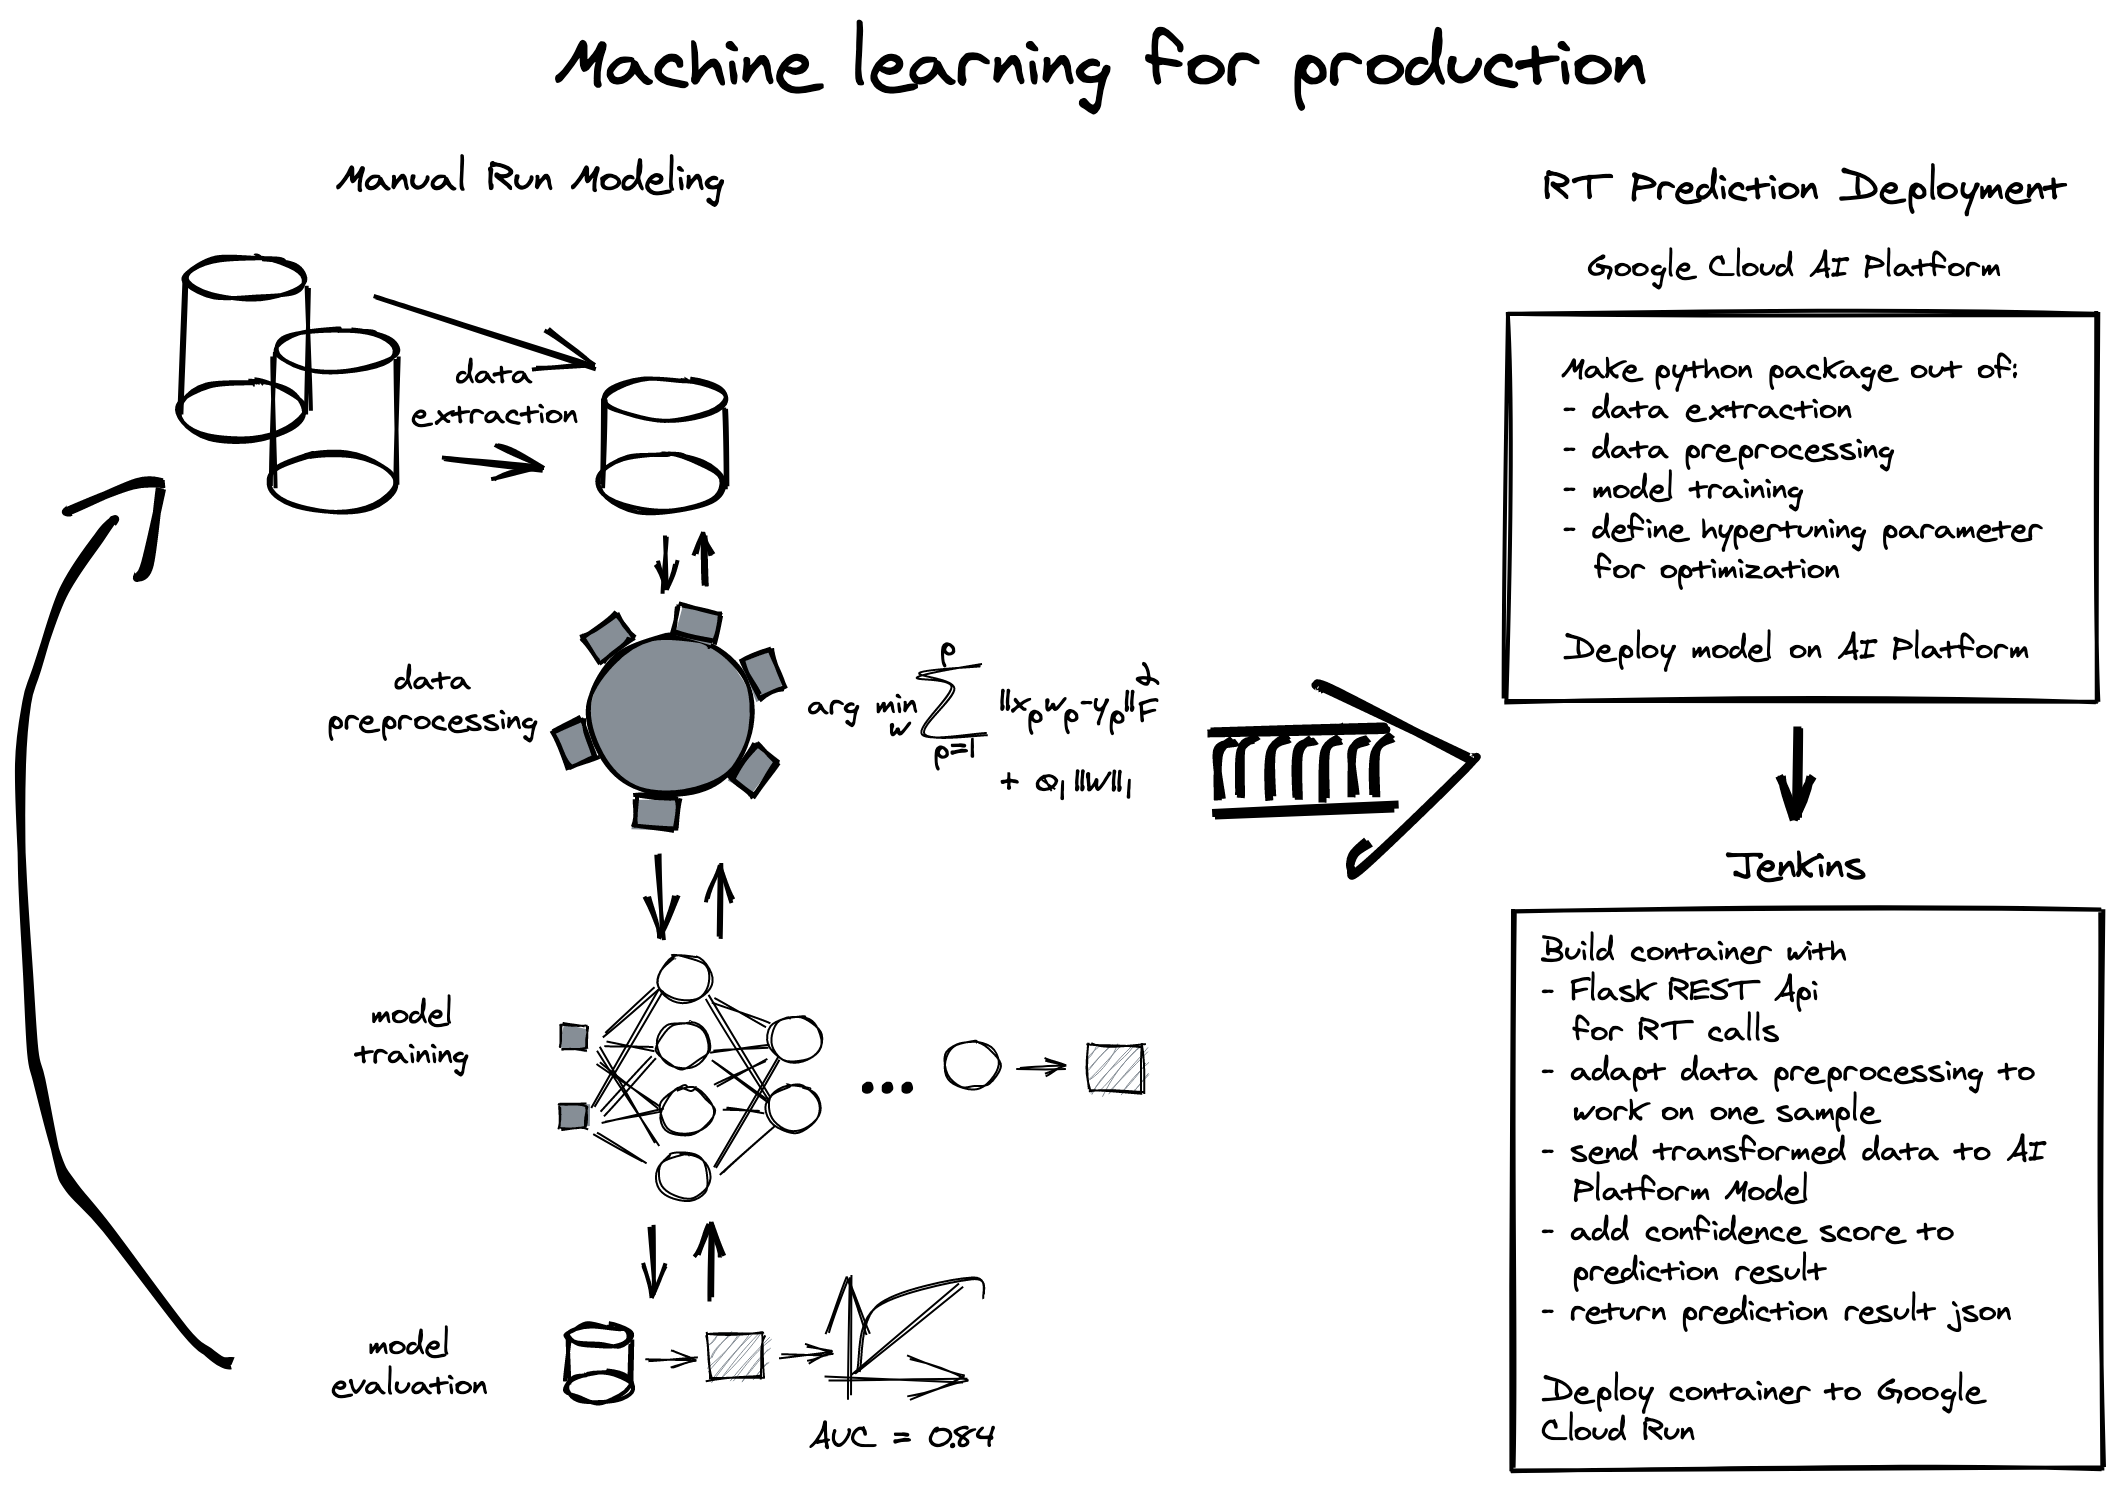 Machine learning for production
Manual Run Modeling
data
extraction
data
preprocessing
arg min
w
p
∑
p=1
||x_p w_p - y_p||_F^2
+ Q_1 ||W||_1
model
training
...
model
evaluation
AUC = 0.84
RT Prediction Deployment
Google Cloud AI Platform
Make python package out of:
- data extraction
- data preprocessing
- model training
- define hypertuning parameter
for optimization
Deploy model on AI Platform
Jenkins
Build container with
- Flask REST Api
for RT calls
- adapt data preprocessing to
work on one sample
- send transformed data to AI
Platform Model
- add confidence score to
prediction result
- return prediction result json
Deploy container to Google
Cloud Run